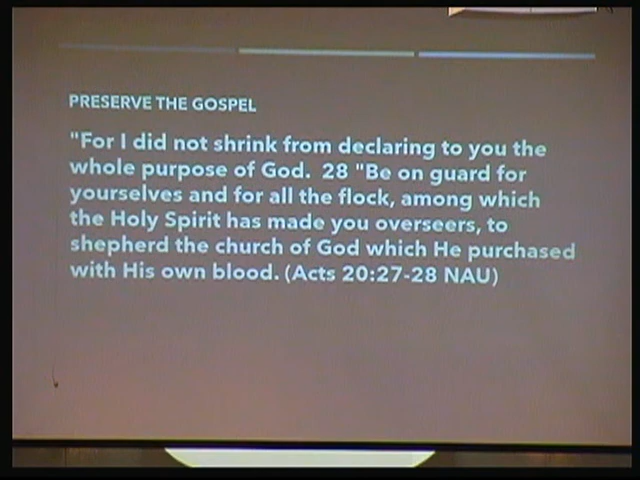 PRESERVE THE GOSPEL
"For I did not shrink from declaring to you the
whole purpose of God.  28 "Be on guard for
yourselves and for all the flock, among which
the Holy Spirit has made you overseers, to
shepherd the church of God which He purchased
with His own blood. (Acts 20:27-28 NAU)